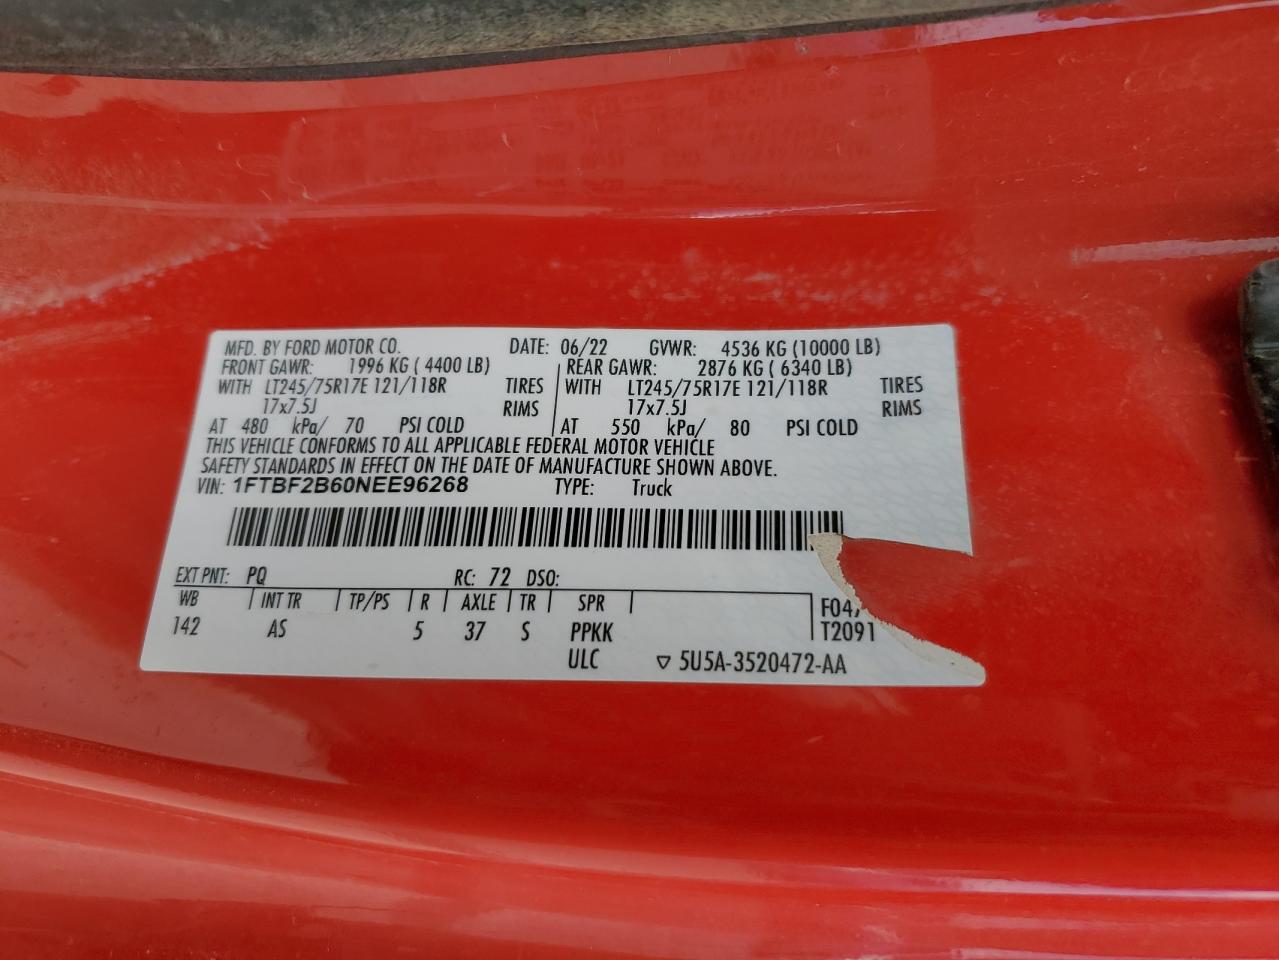 MFD. BY FORD MOTOR CO. DATE: 06/22 GVWR: 4536 KG (10000 LB)
FRONT GAWR: 1996 KG ( 4400 LB) REAR GAWR: 2876 KG ( 6340 LB)
WITH LT245/75R17E 121/118R TIRES WITH LT245/75R17E 121/118R TIRES
17x7.5J RIMS 17x7.5J RIMS
AT 480 kPa/ 70 PSI COLD AT 550 kPa/ 80 PSI COLD
THIS VEHICLE CONFORMS TO ALL APPLICABLE FEDERAL MOTOR VEHICLE
SAFETY STANDARDS IN EFFECT ON THE DATE OF MANUFACTURE SHOWN ABOVE.
VIN: 1FTBF2B60NEE96268 TYPE: Truck
EXT PNT: PQ RC: 72 DSO:
WB INT TR TP/PS R AXLE TR SPR
142 AS 5 37 S PPKK T2091
ULC ▽ 5U5A-3520472-AA